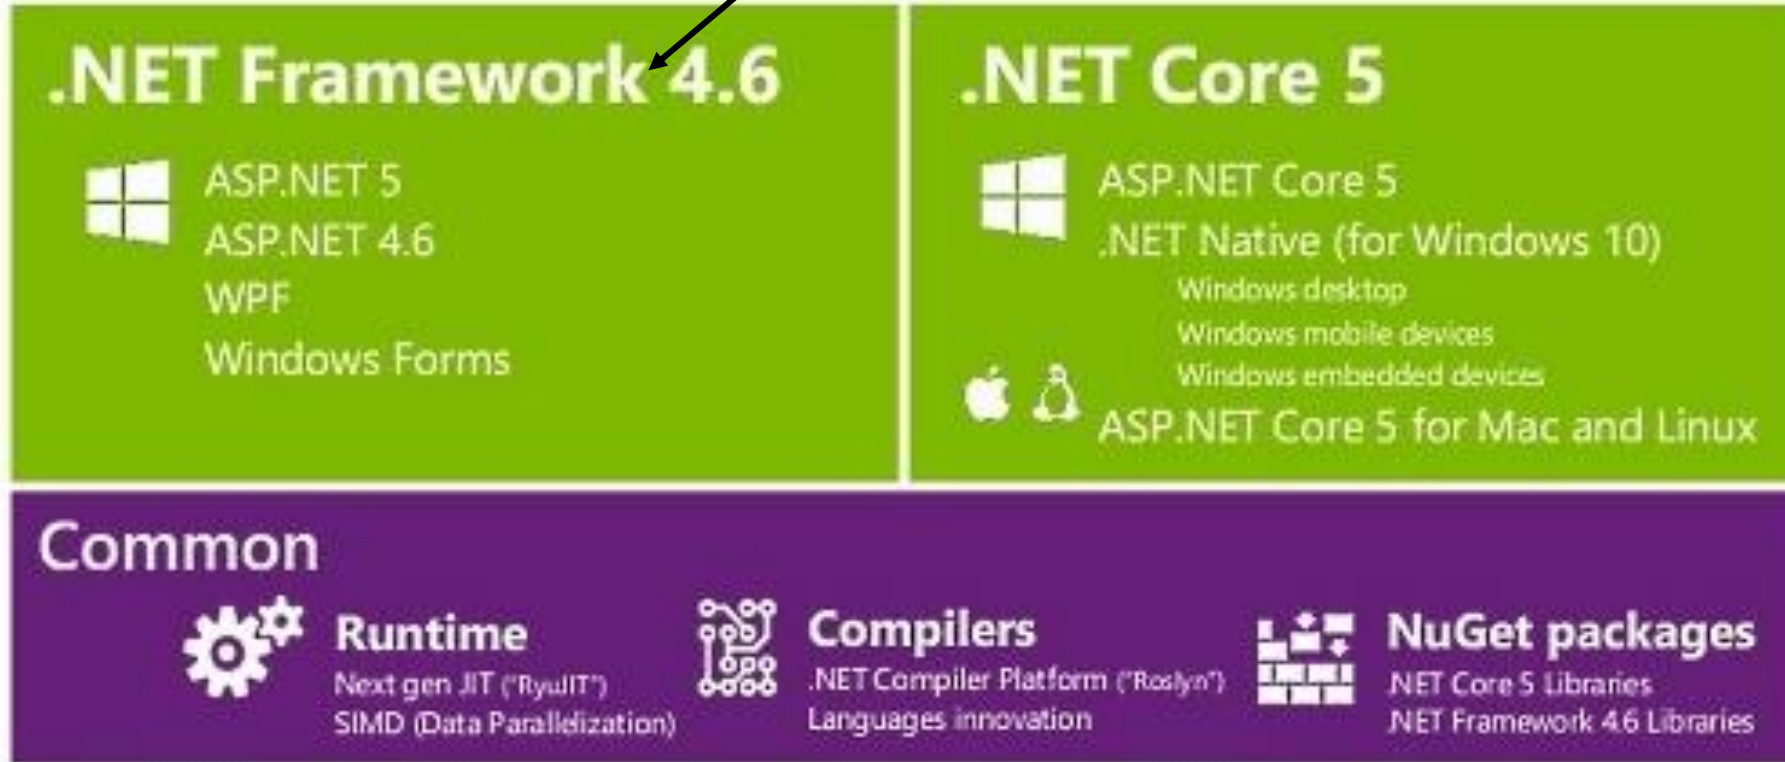 .NET Framework 4.6
ASP.NET 5
ASP.NET 4.6
WPF
Windows Forms
.NET Core 5
ASP.NET Core 5
.NET Native (for Windows 10)
Windows desktop
Windows mobile devices
Windows embedded devices
ASP.NET Core 5 for Mac and Linux
Common
Runtime
Next gen JIT ("RyuJIT")
SIMD (Data Parallelization)
Compilers
.NET Compiler Platform ("Roslyn")
Languages innovation
NuGet packages
.NET Core 5 Libraries
.NET Framework 4.6 Libraries